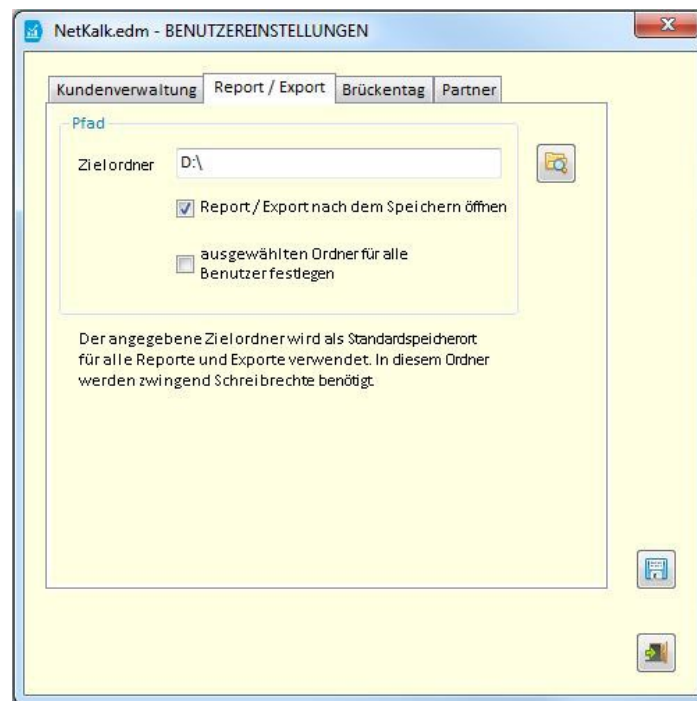 NetKalk.edm - BENUTZEREINSTELLUNGEN
Kundenverwaltung Report / Export Brückentag Partner
Pfad
Zielordner D:\
Report / Export nach dem Speichern öffnen
ausgewählten Ordner für alle
Benutzer festlegen
Der angegebene Zielordner wird als Standardspeicherort
für alle Reporte und Exporte verwendet. In diesem Ordner
werden zwingend Schreibrechte benötigt.